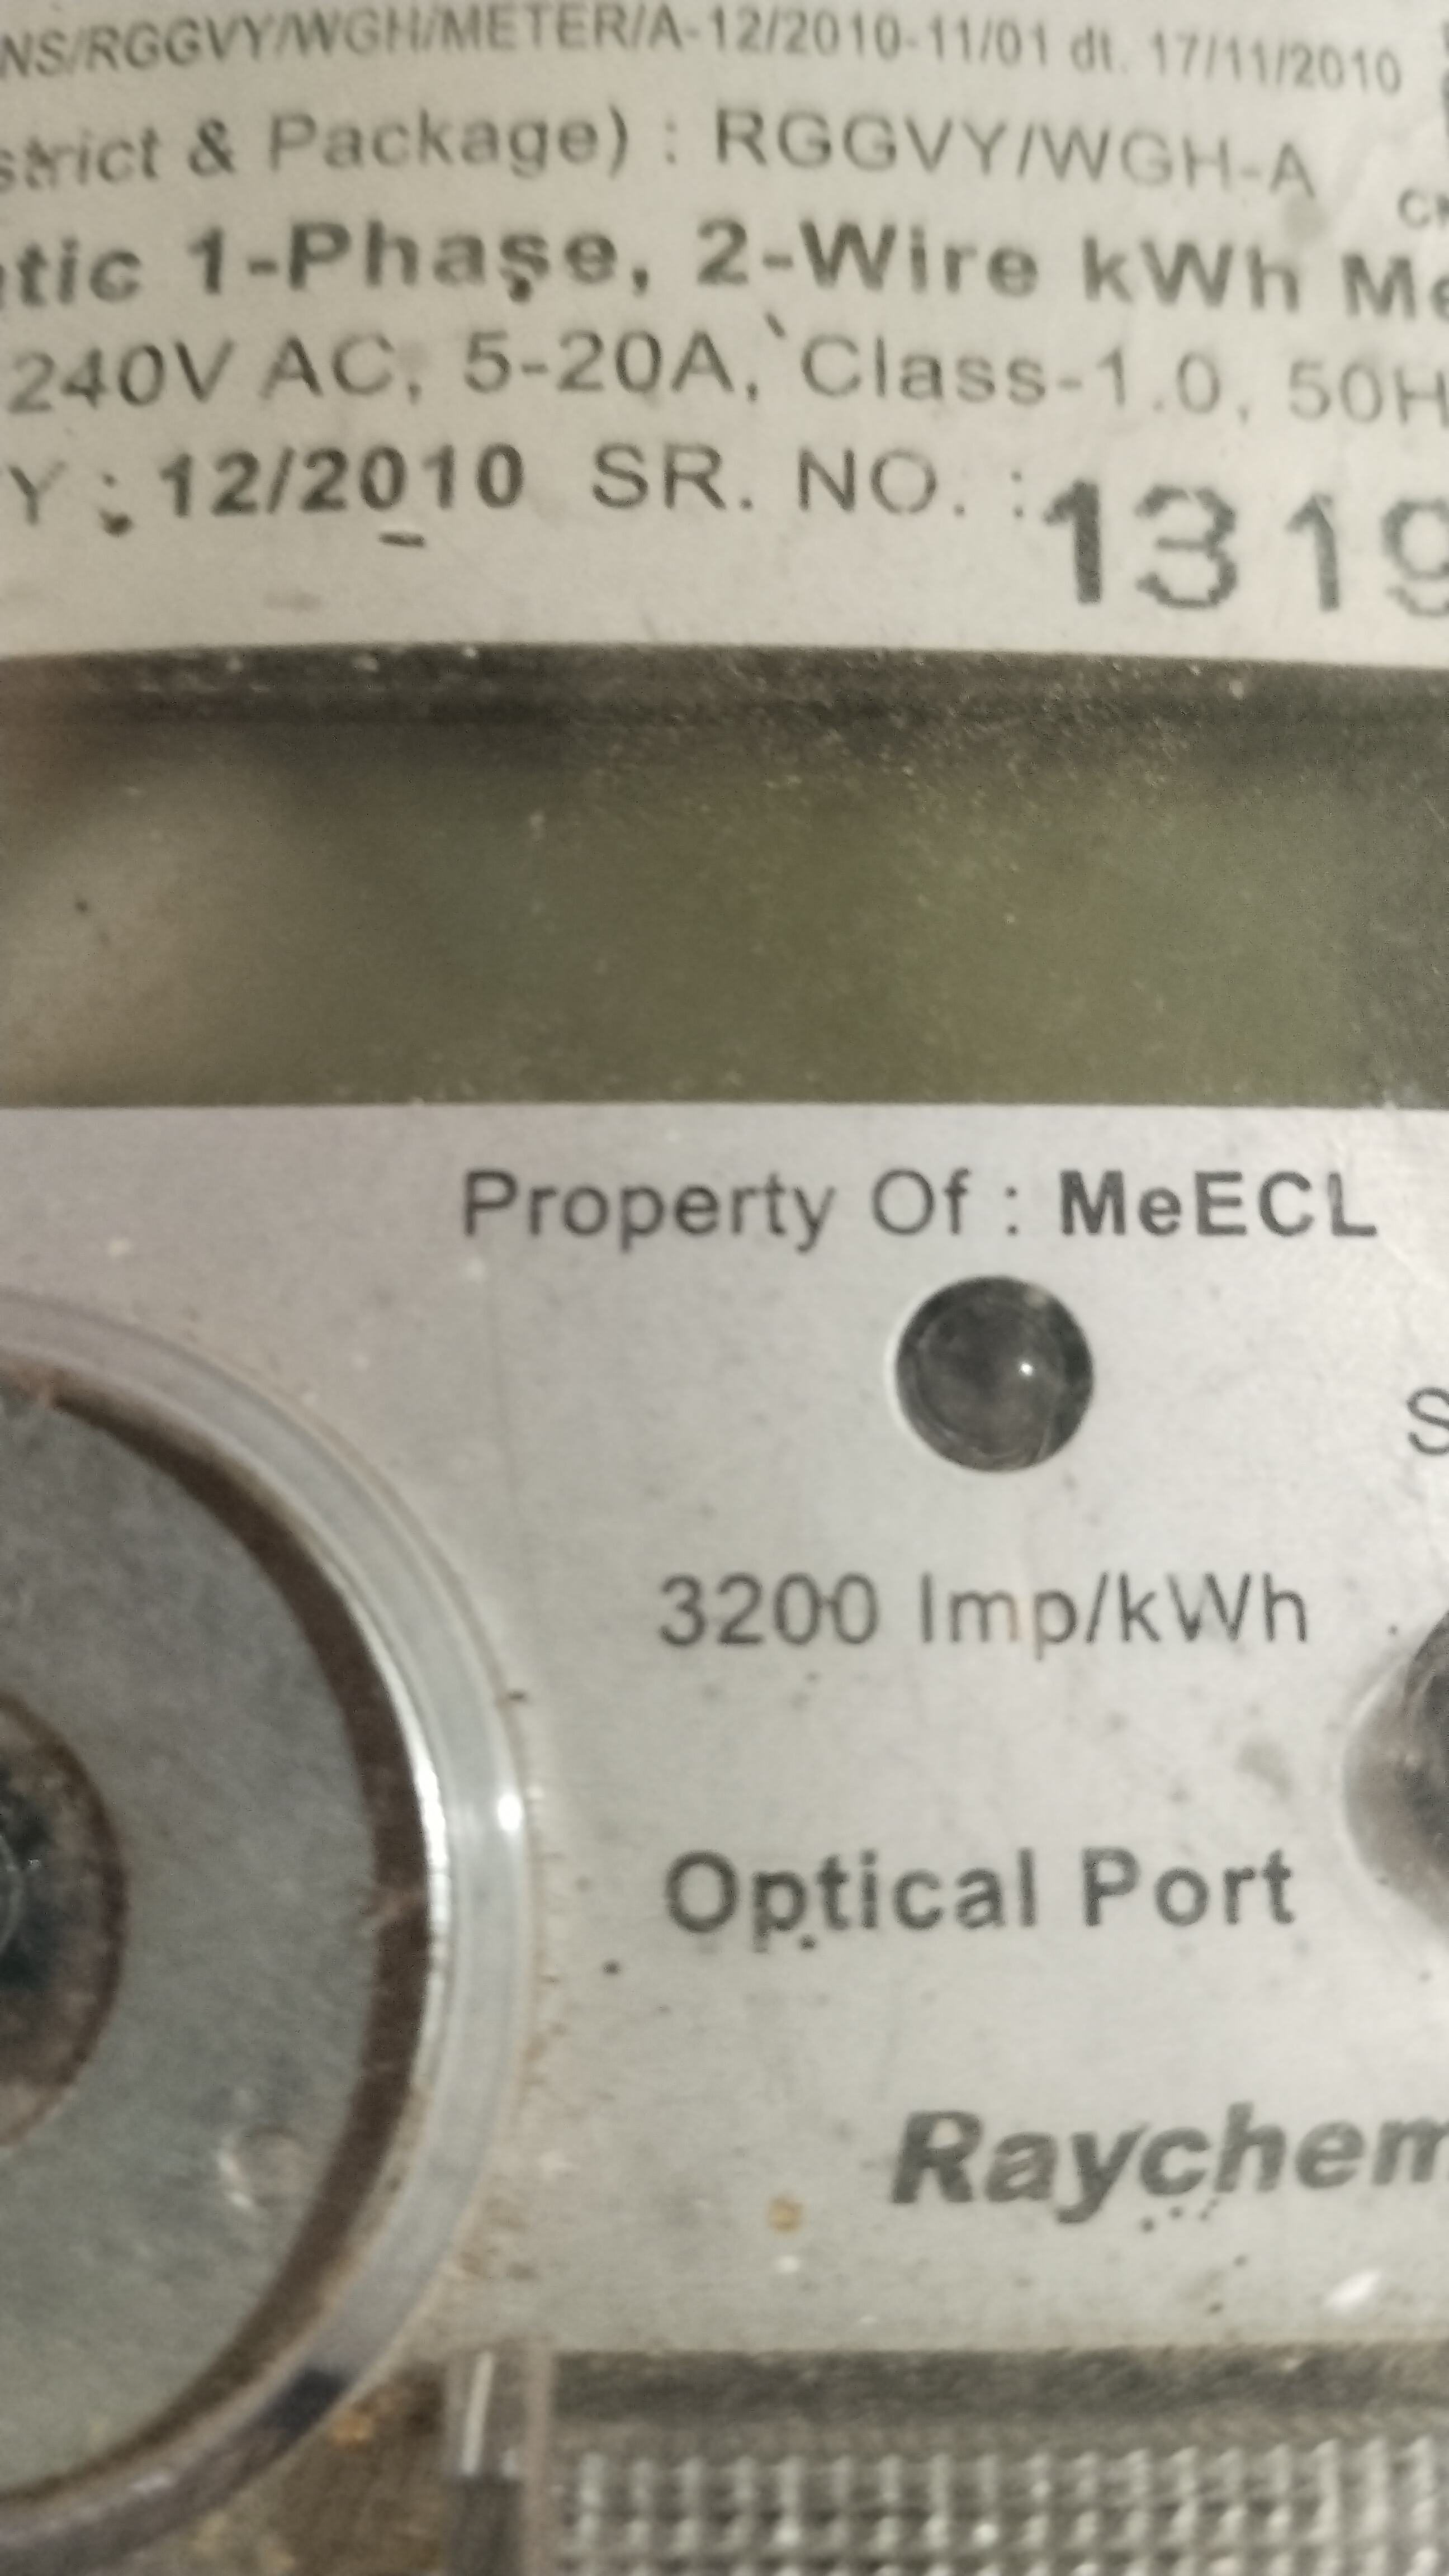 NS/RGGVY/WGH/METER/A-12/2010-11/01 dt. 17/11/2010
strict & Package) : RGGVY/WGH-A
tic 1-Phase, 2-Wire kWh Me
240V AC, 5-20A, Class-1.0, 50H
Y : 12/2010 SR. NO. : 1319
Property Of : MeECL
S
3200 Imp/kWh
Optical Port
Raychem